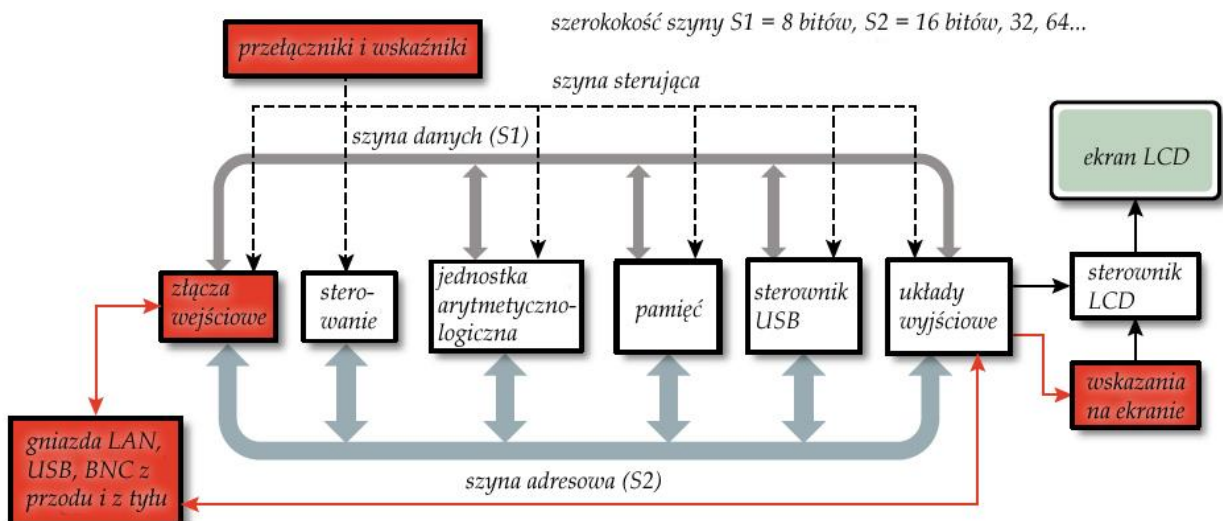 szerokokość szyny S1 = 8 bitów, S2 = 16 bitów, 32, 64...
przełączniki i wskaźniki
szyna sterująca
szyna danych (S1)
ekran LCD
złącza
wejściowe
stero-
wanie
jednostka
arytmetyczno-
logiczna
pamięć
sterownik
USB
układy
wyjściowe
sterownik
LCD
wskazania
na ekranie
gniazda LAN,
USB, BNC z
przodu i z tyłu
szyna adresowa (S2)